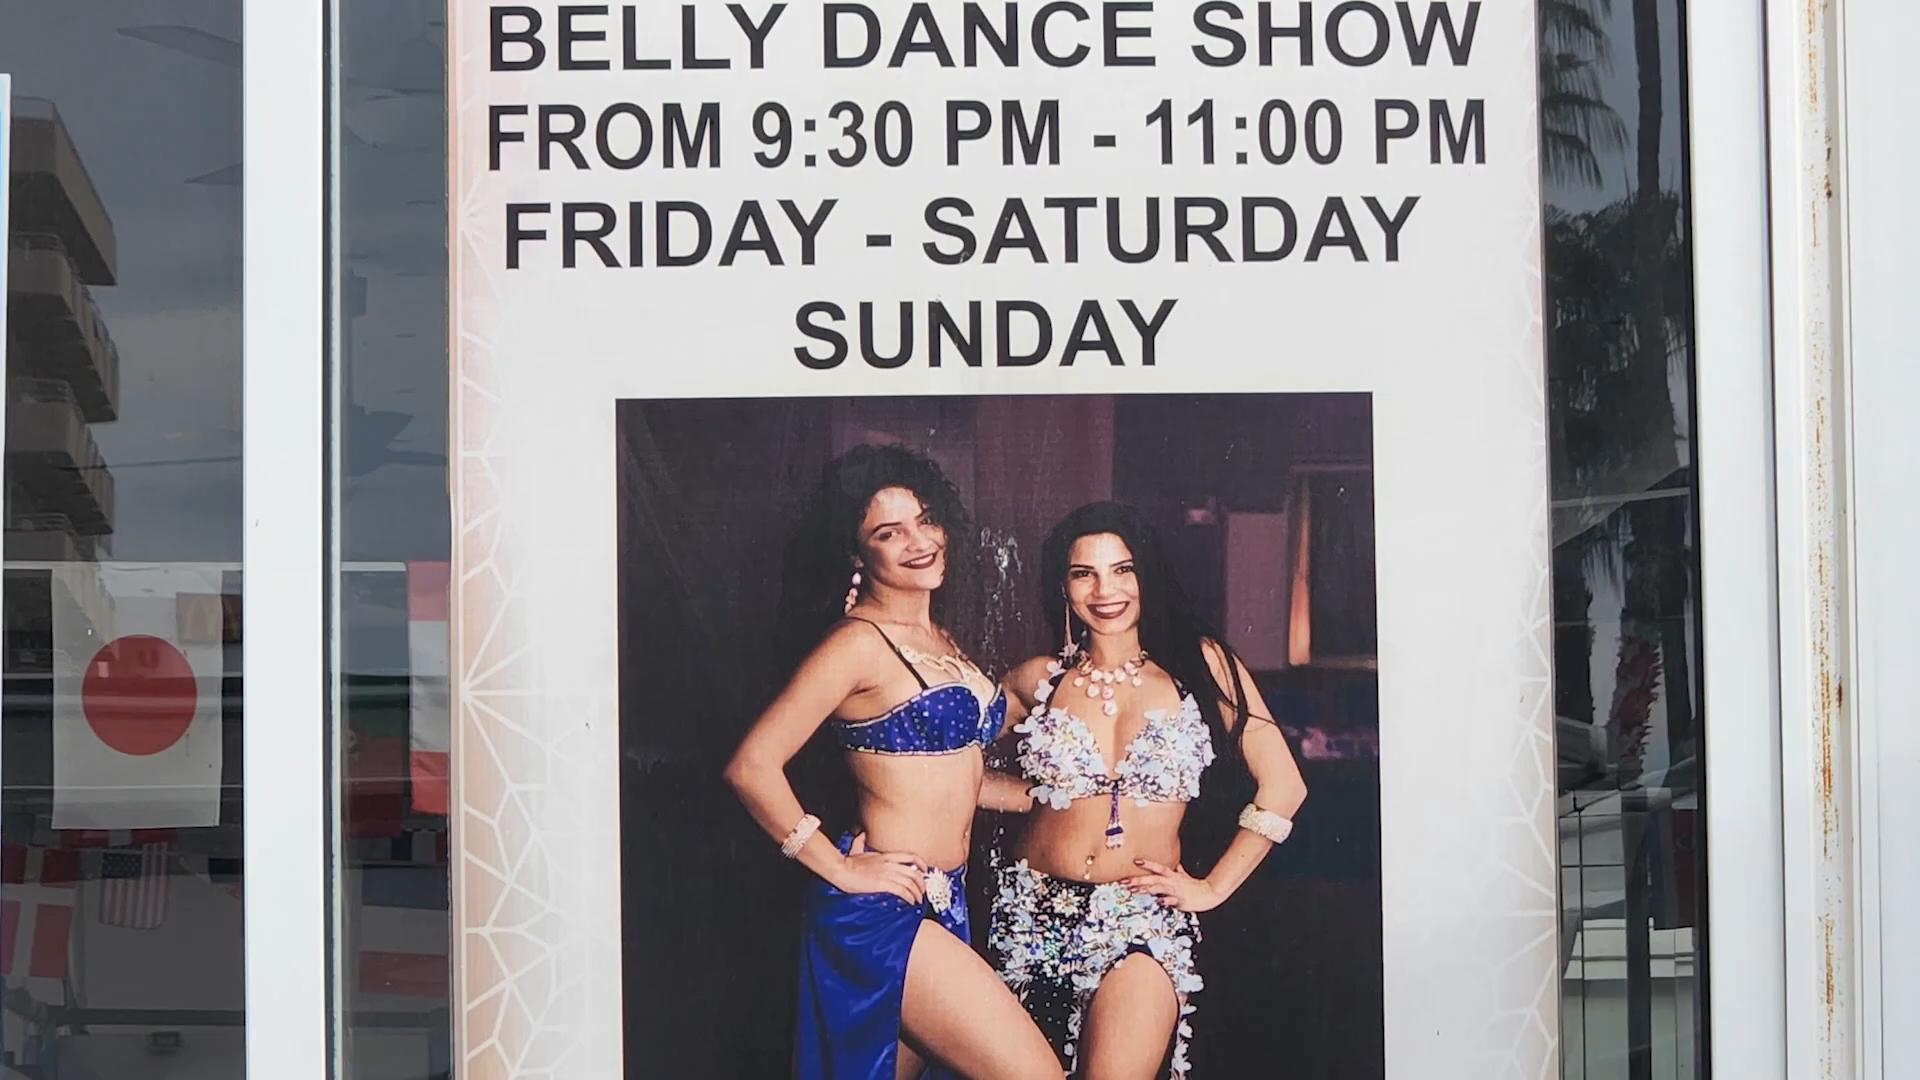 BELLY DANCE SHOW
FROM 9:30 PM - 11:00 PM
FRIDAY - SATURDAY
SUNDAY